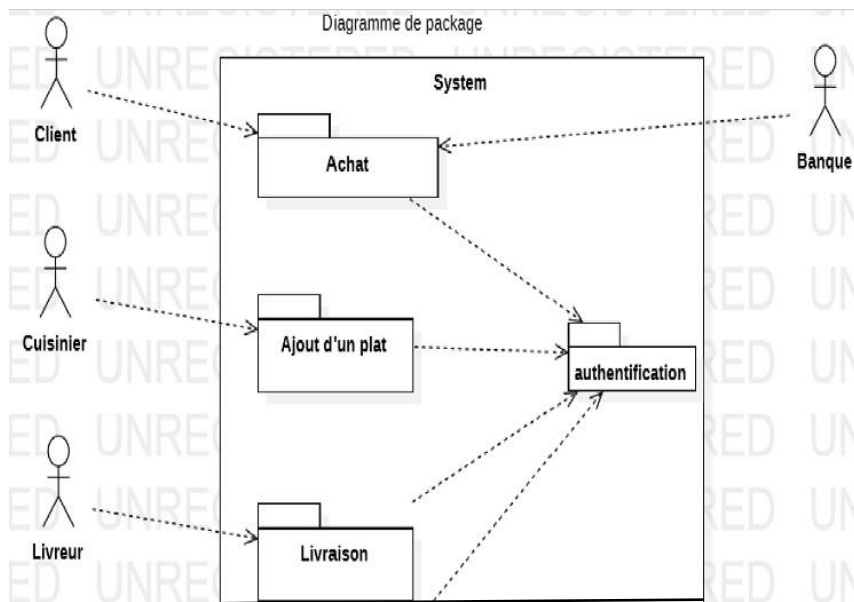 Diagramme de package
System
Client
Achat
Banque
Cuisinier
Ajout d'un plat
authentification
Livreur
Livraison
UNREGISTERED